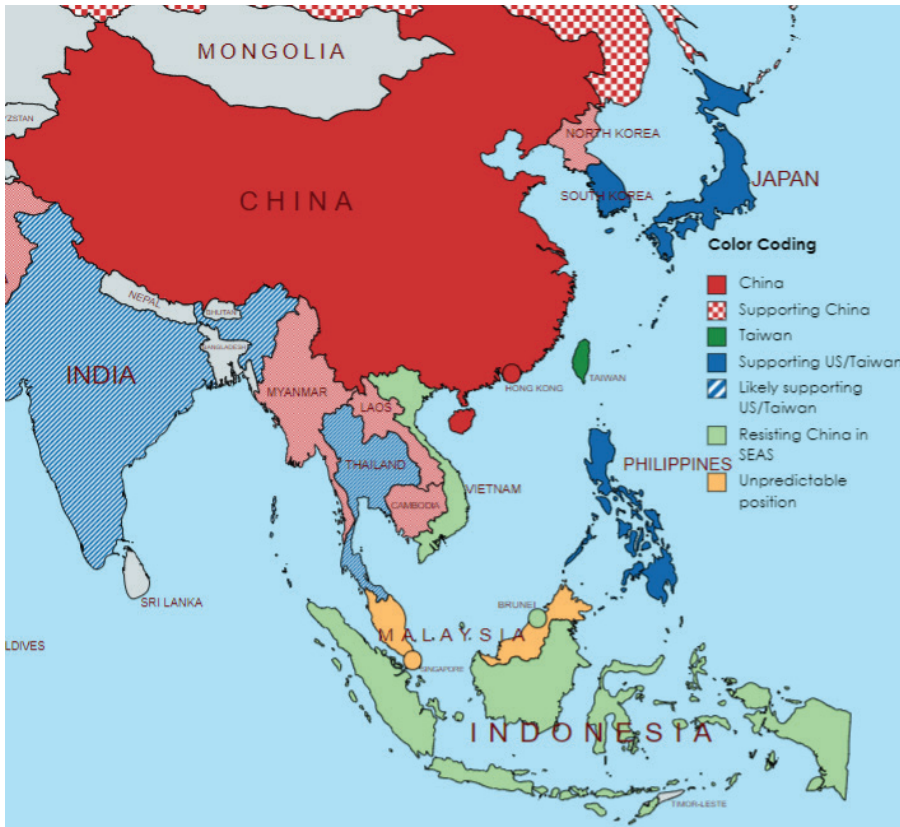 MONGOLIA
YZSTAN
NORTH KOREA
CHINA
SOUTH KOREA
JAPAN
Color Coding
China
Supporting China
Taiwan
Supporting US/Taiwan
Likely supporting
US/Taiwan
Resisting China in
SEAS
Unpredictable
position
NEPAL
BHUTAN
BANGLADESH
INDIA
MYANMAR
LAOS
HONG KONG
TAIWAN
THAILAND
PHILIPPINES
VIETNAM
CAMBODIA
SRI LANKA
BRUNEI
LDIVES
MALAYSIA
SINGAPORE
INDONESIA
TIMOR-LESTE